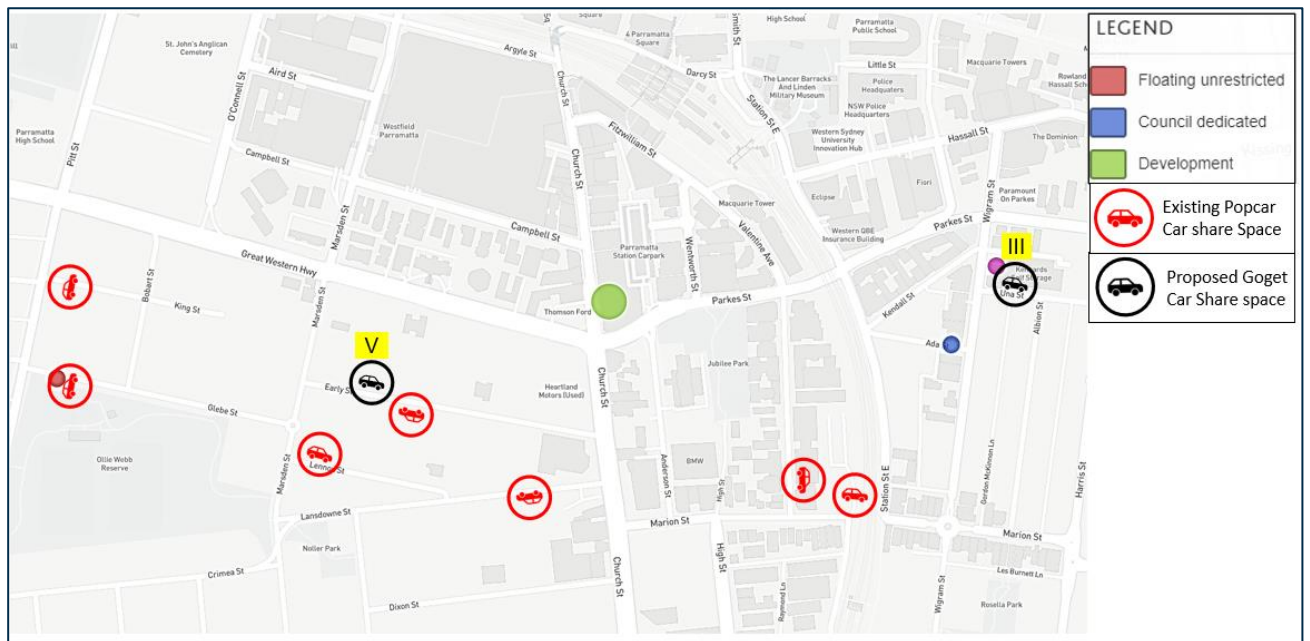 LEGEND
Floating unrestricted
Council dedicated
Development
Existing Popcar
Car share Space
Proposed Goget
Car Share space
V
III
St. John's Anglican
Cemetery
Square
6 Parramatta
Square
High School
Parramatta
Public School
Argyle St
Aird St
O'Connell St
Church St
Darcy St
Little St
Macquarie Towers
The Lancer Barracks
And Linden
Military Museum
Police
Headquaters
Rowland
Hassall Sch
NSW Police
Headquarters
Station St E
Parramatta
High School
Pitt St
Westfield
Parramatta
Fitzwilliam St
Western Sydney
University
Innovation Hub
Hassall St
The Dominion
Campbell St
Church St
Fiori
Wigram St
Paramount
On Parkes
Eclipse
Macquarie Tower
Marsden St
Campbell St
Valentine Ave
Western QBE
Insurance Building
Parkes St
Great Western Hwy
Parramatta
Station Carpark
Wentworth St
Bobart St
King St
Marsden St
Thomson Ford
Parkes St
Kendall St
Una St
Albion St
Ada
Jubilee Park
Early S
Heartland
Motors (Used)
Church St
Glebe St
Ollie Webb
Reserve
Marsden St
Lenno St
Anderson St
BMW
High St
Station St E
Gordon McKinnon Ln
Harris St
Lansdowne St
Marion St
Marion St
Noller Park
Crimea St
Church St
High St
Raymond Ln
Les Burnett Ln
Wigram St
Rosella Park
Dixon St